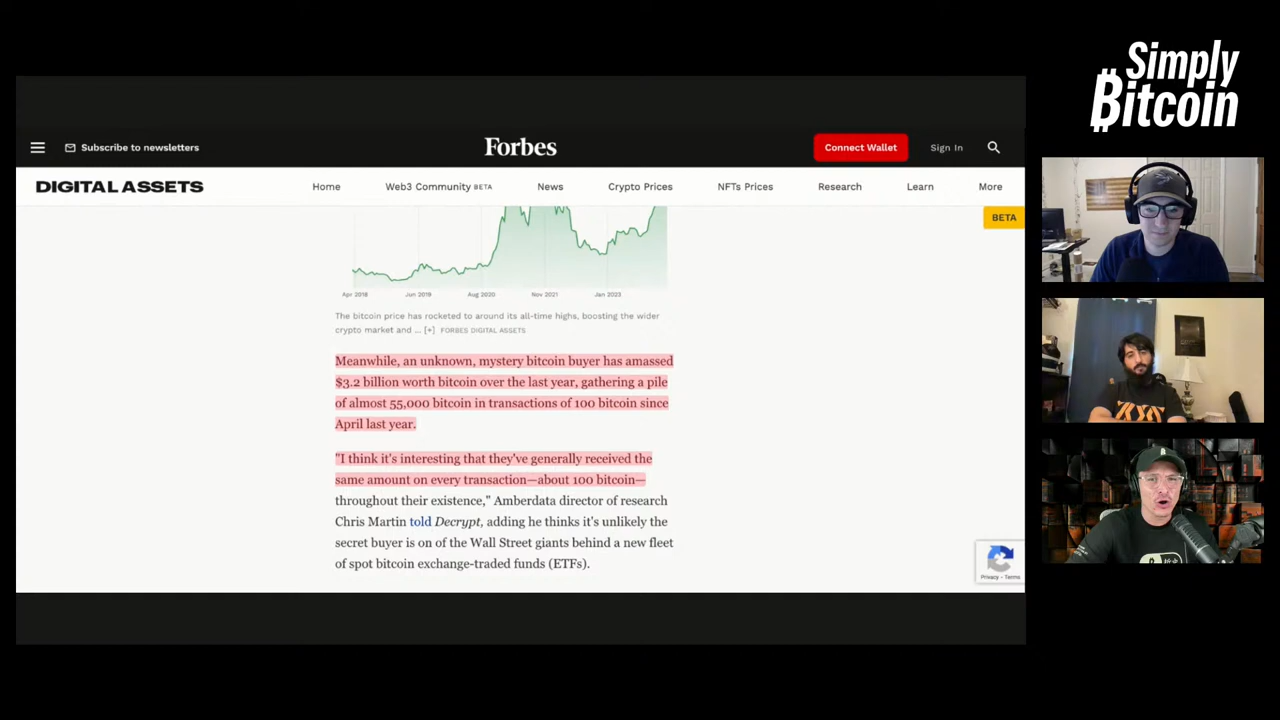 Simply
Bitcoin
Subscribe to newsletters
Forbes
Connect Wallet
Sign In
DIGITAL ASSETS
Home
Web3 Community BETA
News
Crypto Prices
NFTs Prices
Research
Learn
More
BETA
Apr 2018
Jun 2019
Aug 2020
Nov 2021
Jan 2023
The bitcoin price has rocketed to around its all-time highs, boosting the wider
crypto market and ... [+] FORBES DIGITAL ASSETS
Meanwhile, an unknown, mystery bitcoin buyer has amassed
$3.2 billion worth bitcoin over the last year, gathering a pile
of almost 55,000 bitcoin in transactions of 100 bitcoin since
April last year.
"I think it's interesting that they've generally received the
same amount on every transaction—about 100 bitcoin—
throughout their existence," Amberdata director of research
Chris Martin told Decrypt, adding he thinks it's unlikely the
secret buyer is on of the Wall Street giants behind a new fleet
of spot bitcoin exchange-traded funds (ETFs).
Privacy - Terms